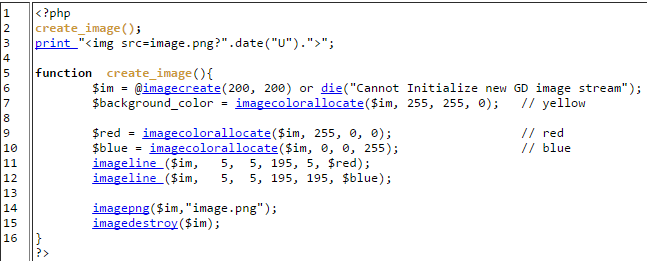 1 <?php
2 create_image();
3 print "<img src=image.png?".date("U").">";
4
5 function create_image(){
6 $im = @imagecreate(200, 200) or die("Cannot Initialize new GD image stream");
7 $background_color = imagecolorallocate($im, 255, 255, 0); // yellow
8
9 $red = imagecolorallocate($im, 255, 0, 0); // red
10 $blue = imagecolorallocate($im, 0, 0, 255); // blue
11 imageline ($im, 5, 5, 195, 5, $red);
12 imageline ($im, 5, 5, 195, 195, $blue);
13
14 imagepng($im,"image.png");
15 imagedestroy($im);
16 }
?>